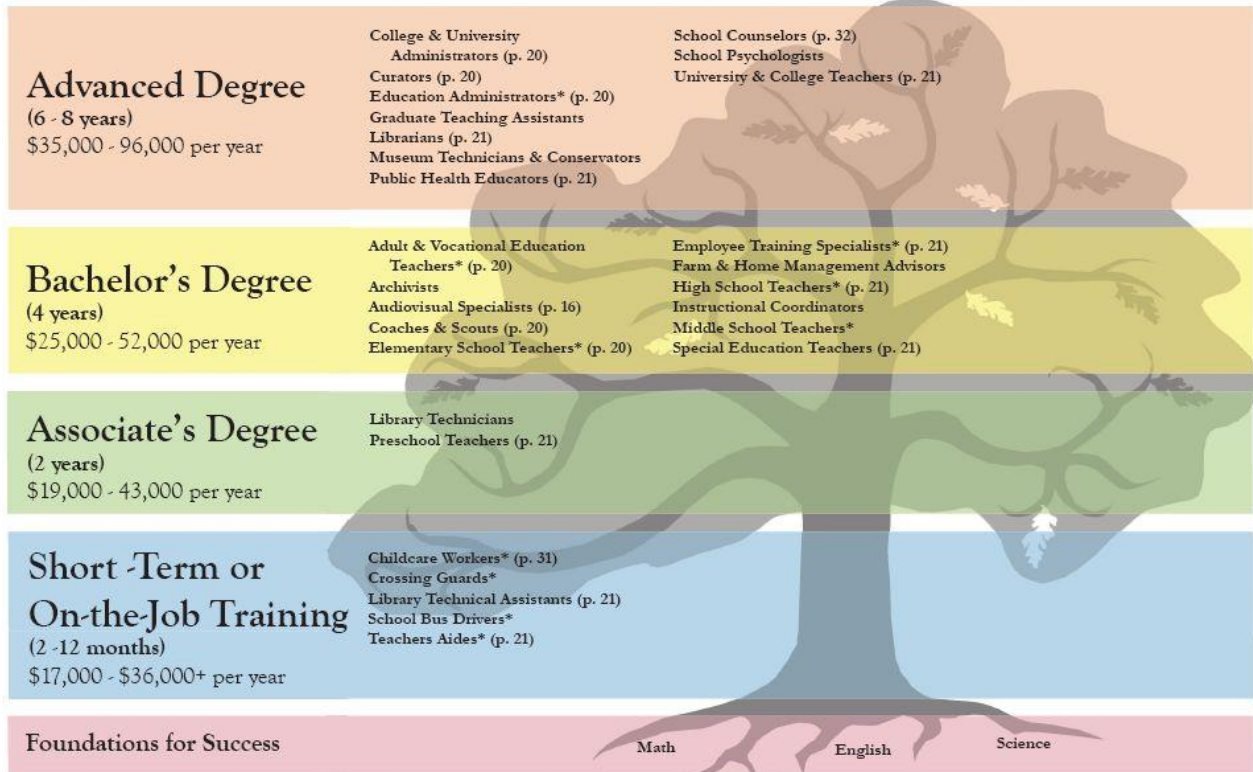 Advanced Degree
(6 - 8 years)
$35,000 - 96,000 per year
College & University
Administrators (p. 20)
Curators (p. 20)
Education Administrators* (p. 20)
Graduate Teaching Assistants
Librarians (p. 21)
Museum Technicians & Conservators
Public Health Educators (p. 21)
School Counselors (p. 32)
School Psychologists
University & College Teachers (p. 21)
Bachelor's Degree
(4 years)
$25,000 - 52,000 per year
Adult & Vocational Education
Teachers* (p. 20)
Archivists
Audiovisual Specialists (p. 16)
Coaches & Scouts (p. 20)
Elementary School Teachers* (p. 20)
Employee Training Specialists* (p. 21)
Farm & Home Management Advisors
High School Teachers* (p. 21)
Instructional Coordinators
Middle School Teachers*
Special Education Teachers (p. 21)
Associate's Degree
(2 years)
$19,000 - 43,000 per year
Library Technicians
Preschool Teachers (p. 21)
Short -Term or
On-the-Job Training
(2 -12 months)
$17,000 - $36,000+ per year
Childcare Workers* (p. 31)
Crossing Guards*
Library Technical Assistants (p. 21)
School Bus Drivers*
Teachers Aides* (p. 21)
Foundations for Success
Math
English
Science